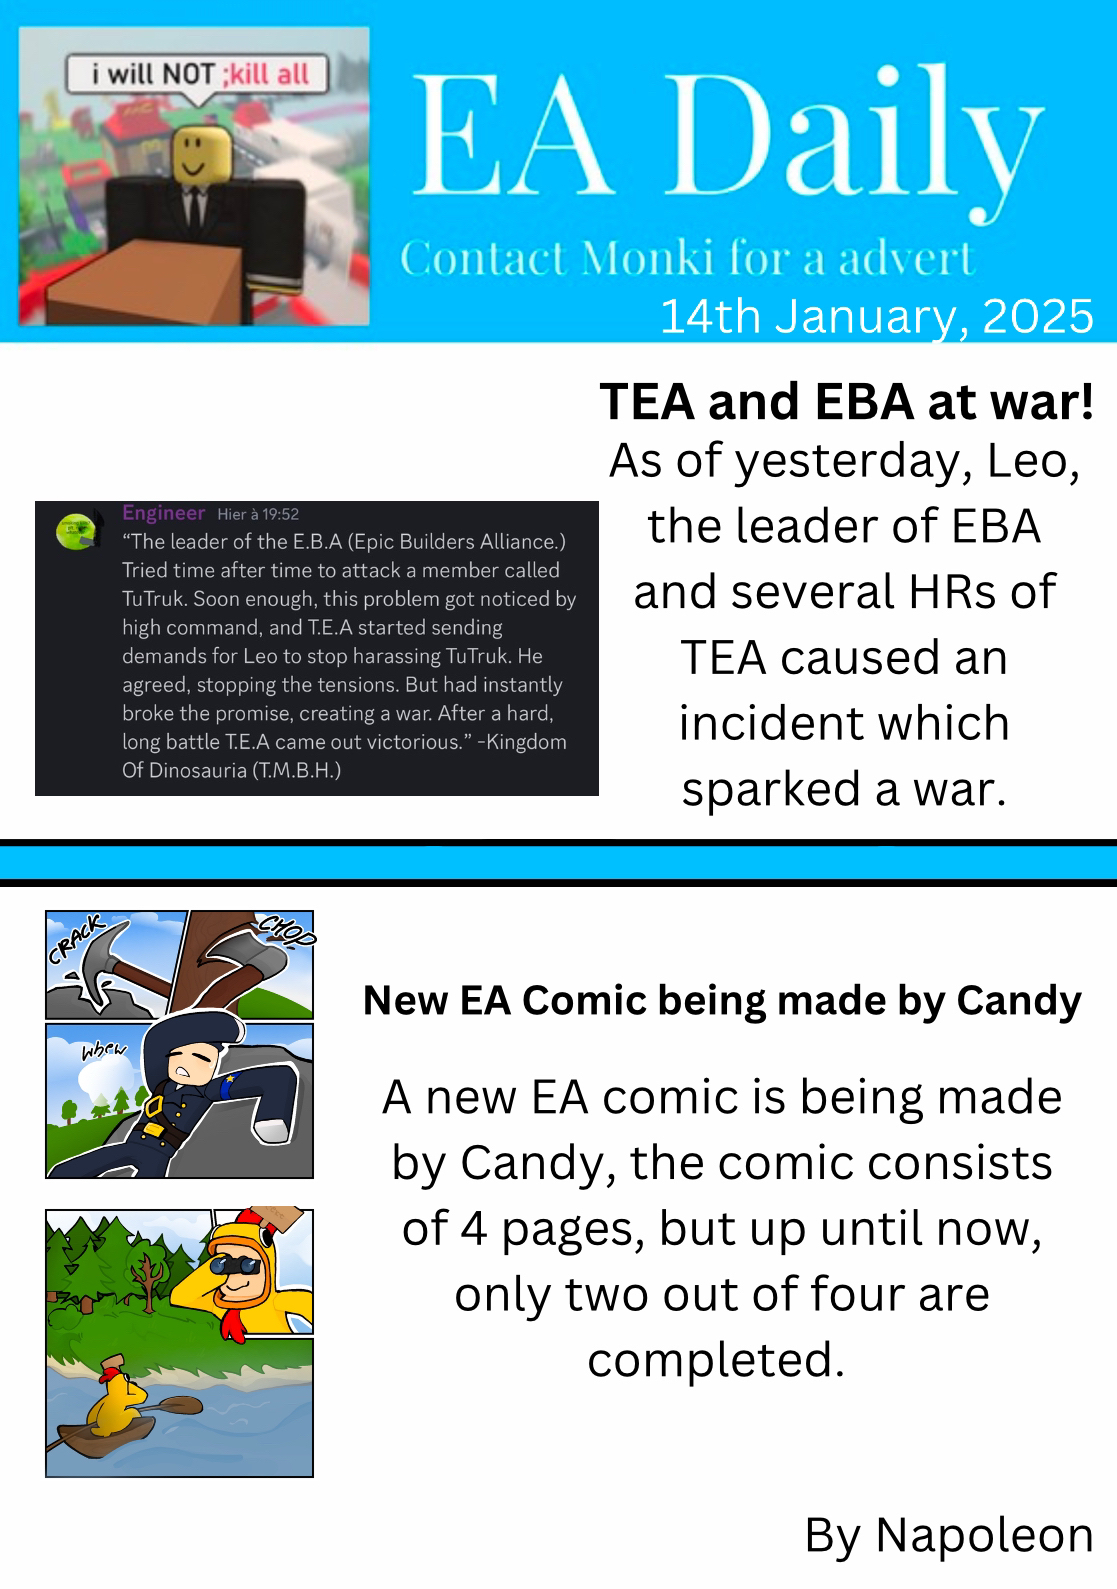 i will NOT ;kill all
EA Daily
Contact Monki for a advert
14th January, 2025
TEA and EBA at war!
As of yesterday, Leo,
the leader of EBA
and several HRs of
TEA caused an
incident which
sparked a war.
Engineer Hier à 19:52
“The leader of the E.B.A (Epic Builders Alliance.)
Tried time after time to attack a member called
TuTruk. Soon enough, this problem got noticed by
high command, and T.E.A started sending
demands for Leo to stop harassing TuTruk. He
agreed, stopping the tensions. But had instantly
broke the promise, creating a war. After a hard,
long battle T.E.A came out victorious.” -Kingdom
Of Dinosauria (T.M.B.H.)
CRACK
CHOP
whew
New EA Comic being made by Candy
A new EA comic is being made
by Candy, the comic consists
of 4 pages, but up until now,
only two out of four are
completed.
By Napoleon